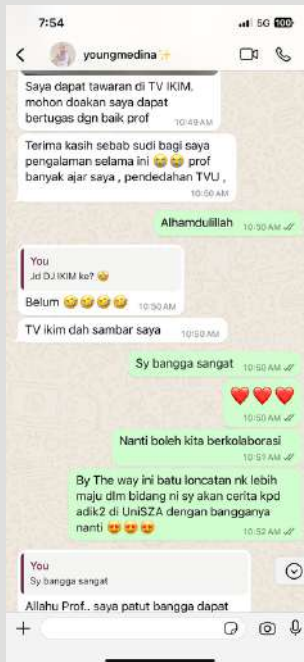 7:54
5G 100
youngmedina
Saya dapat tawaran di TV IKIM.
mohon doakan saya dapat
bertugas dgn baik prof
10:49 AM
Terima kasih sebab sudi bagi saya
pengalaman selama ini 😭😭 prof
banyak ajar saya , pendedahan TVU ,
10:50 AM
Alhamdulillah
10:50 AM
You
Jd DJ IKIM ke? 🤣
Belum 🤣🤣🤣🤣
10:50 AM
TV ikim dah sambar saya
10:50 AM
Sy bangga sangat
10:50 AM
❤️❤️❤️
10:50 AM
Nanti boleh kita berkolaborasi
10:51 AM
By The way ini batu loncatan nk lebih
maju dlm bidang ni sy akan cerita kpd
adik2 di UniSZA dengan bangganya
nanti 😍😍😍
10:52 AM
You
Sy bangga sangat
Allahu Prof.. saya patut bangga dapat